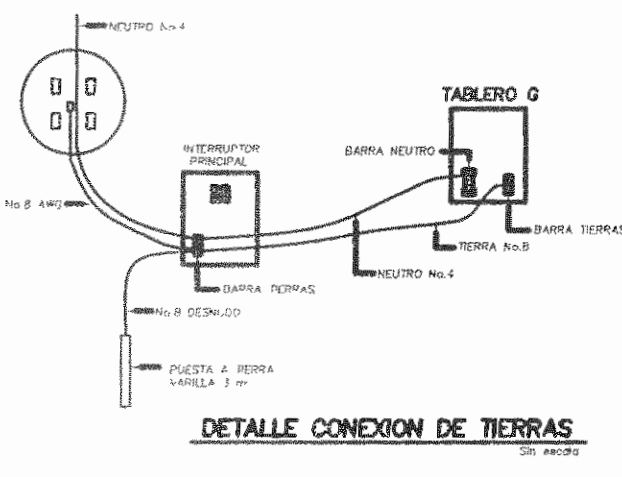 NEUTRO No.4
TABLERO G
INTERRUPTOR
PRINCIPAL
BARRA NEUTRO
No.8 AWG
BARRA TIERRAS
TIERRA No.8
NEUTRO No.4
BARRA TIERRAS
No.8 DESNUDO
PUESTA A TIERRA
VARILLA 3 m
DETALLE CONEXION DE TIERRAS
Sin escala